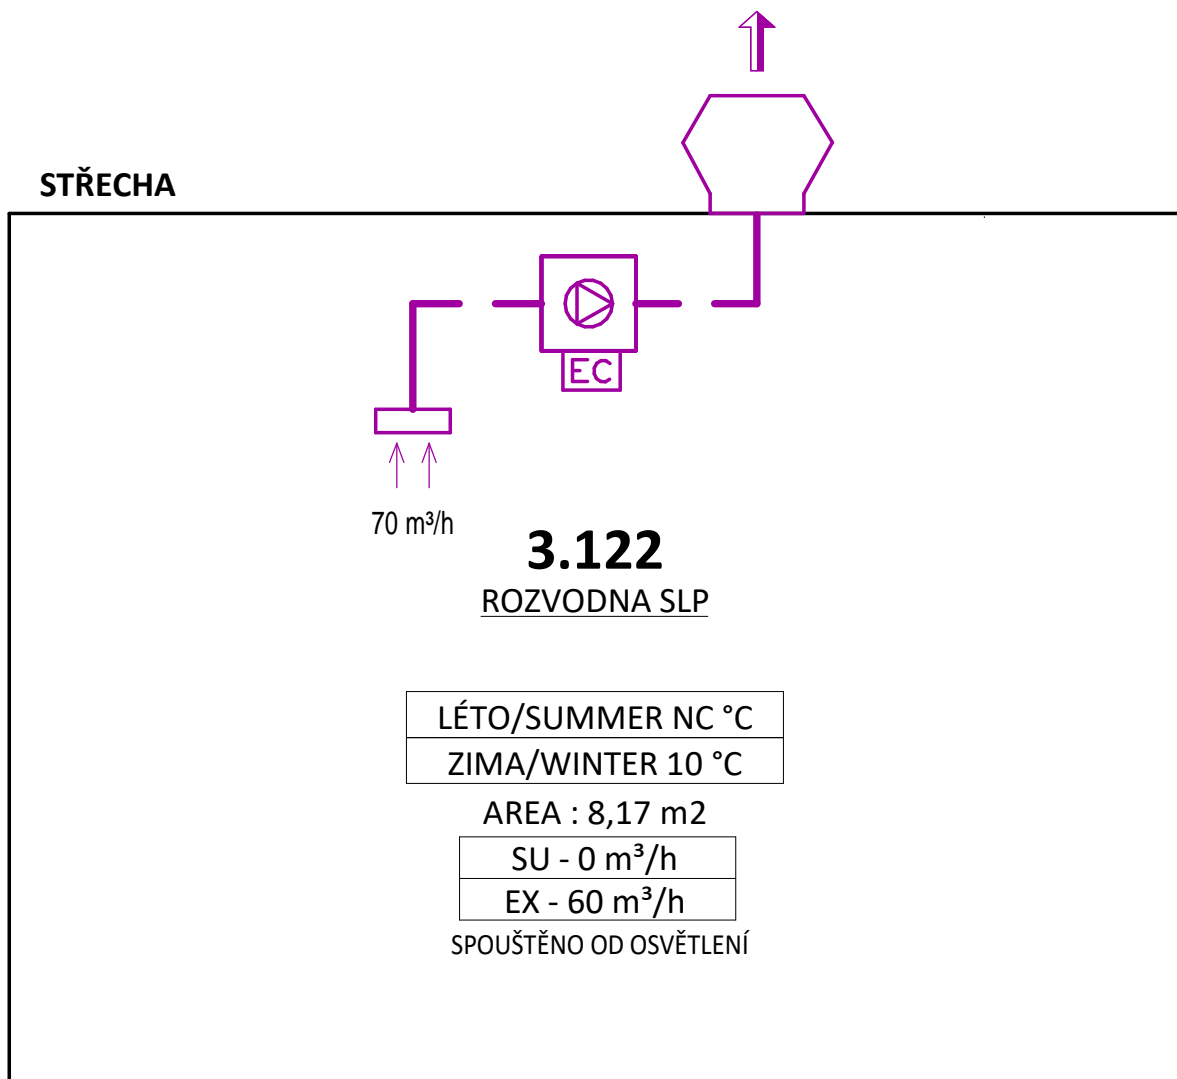 STŘECHA
EC
70 m³/h
3.122
ROZVODNA SLP
LÉTO/SUMMER NC °C
ZIMA/WINTER 10 °C
AREA : 8,17 m2
SU - 0 m³/h
EX - 60 m³/h
SPOUŠTĚNO OD OSVĚTLENÍ